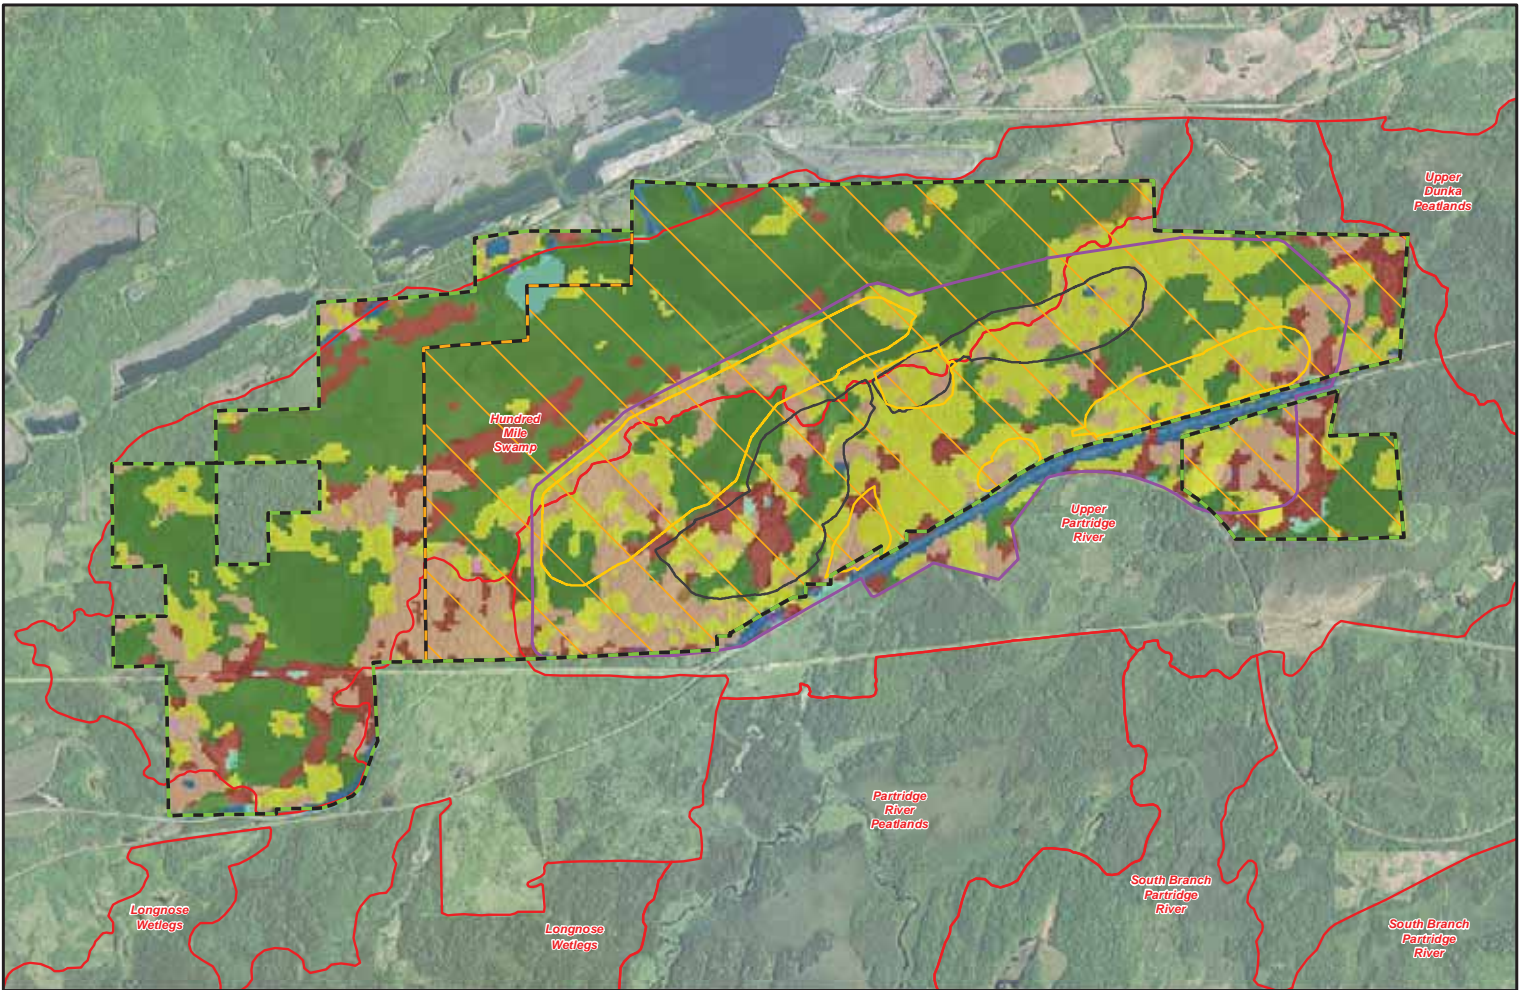 Upper
Dunka
Peatlands
Hundred
Mile
Swamp
Upper
Partridge
River
Partridge
River
Peatlands
South Branch
Partridge
River
Longnose
Wetlegs
Longnose
Wetlegs
South Branch
Partridge
River